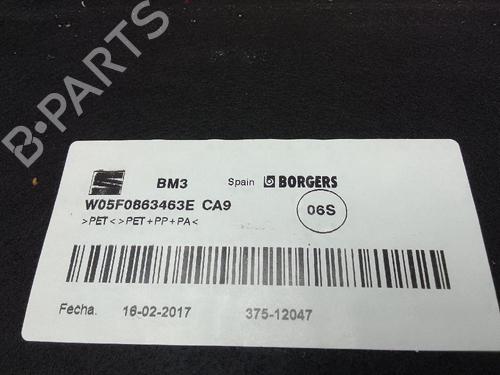 B-PARTS
BM3 Spain BORGERS
W05F0863463E CA9
06S
>PET<>PET+PP+PA<
Fecha. 16-02-2017 375-12047